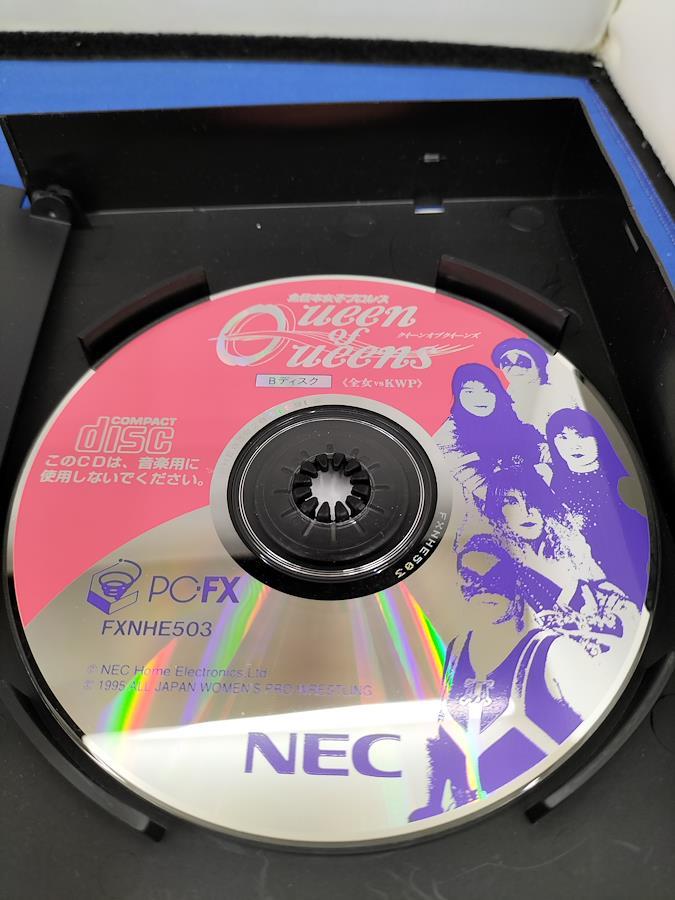 全日本女子プロレス
Queen
of
Queens
クイーンオブクイーンズ
Bディスク
《全女vsKWP》
COMPACT
disc
このCDは、音楽用に
使用しないでください。
FXNHE503
PC-FX
FXNHE503
© NEC Home Electronics,Ltd
© 1995 ALL JAPAN WOMEN'S PRO WRESTLING
NEC